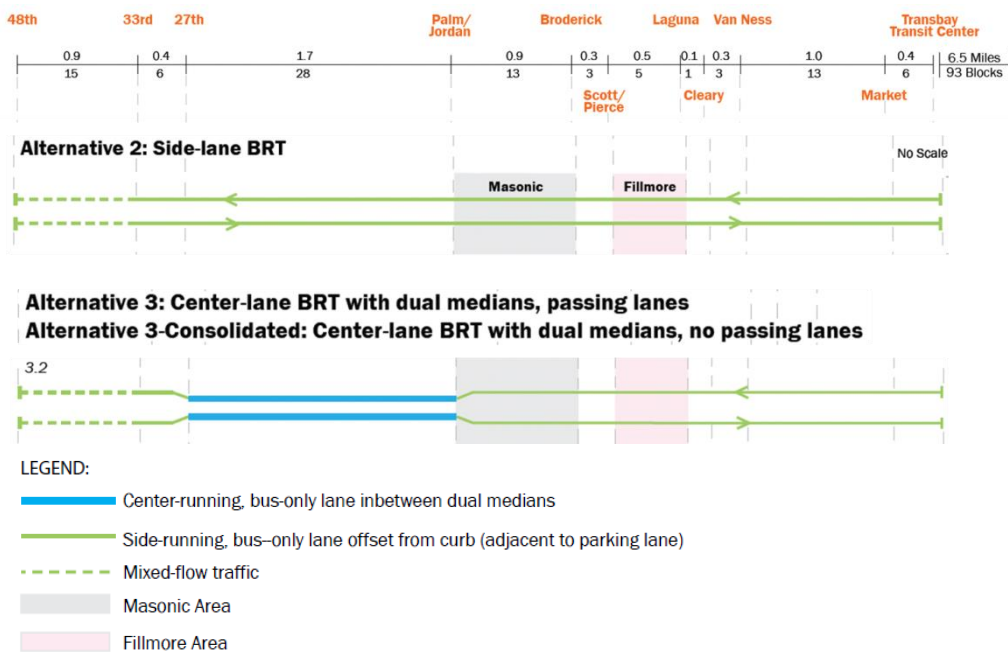 48th 33rd 27th Palm/ Broderick Laguna Van Ness Transbay
Jordan Transit Center
0.9 0.4 1.7 0.9 0.3 0.5 0.1 0.3 1.0 0.4 6.5 Miles
15 6 28 13 3 5 1 3 13 6 93 Blocks
Scott/ Cleary Market
Pierce
Alternative 2: Side-lane BRT
No Scale
Masonic Fillmore
Alternative 3: Center-lane BRT with dual medians, passing lanes
Alternative 3-Consolidated: Center-lane BRT with dual medians, no passing lanes
3.2
LEGEND:
Center-running, bus-only lane inbetween dual medians
Side-running, bus--only lane offset from curb (adjacent to parking lane)
Mixed-flow traffic
Masonic Area
Fillmore Area